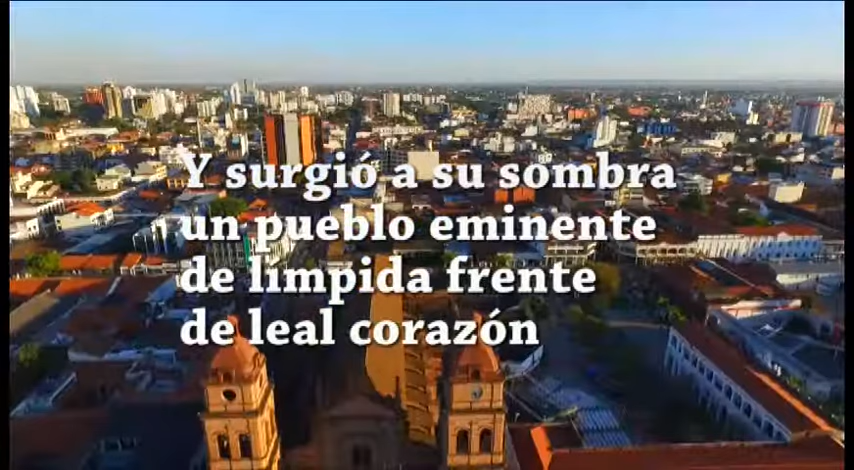 Y surgió a su sombra
un pueblo eminente
de límpida frente
de leal corazón